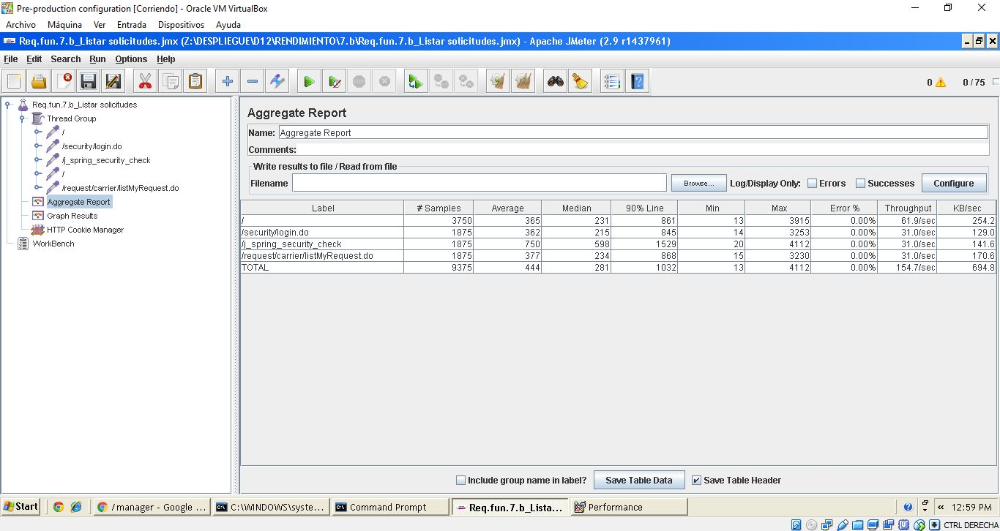 Pre-production configuration [Corriendo] - Oracle VM VirtualBox
Archivo Máquina Ver Entrada Dispositivos Ayuda
Req.fun.7.b_Listar solicitudes.jmx (Z:\DESPLIEGUE\D12\RENDIMIENTO\7.b\Req.fun.7.b_Listar solicitudes.jmx) - Apache JMeter (2.9 r1437961)
File Edit Search Run Options Help
0 0 / 75
Req.fun.7.b_Listar solicitudes
Thread Group
/
/security/login.do
/j_spring_security_check
/
/request/carrier/listMyRequest.do
Aggregate Report
Graph Results
HTTP Cookie Manager
WorkBench
Aggregate Report
Name: Aggregate Report
Comments:
Write results to file / Read from file
Filename Browse... Log/Display Only: Errors Successes Configure
Label # Samples Average Median 90% Line Min Max Error % Throughput KB/sec
/ 3750 365 231 861 13 3915 0.00% 61.9/sec 254.2
/security/login.do 1875 362 215 845 14 3253 0.00% 31.0/sec 129.0
/j_spring_security_check 1875 750 598 1529 20 4112 0.00% 31.0/sec 141.6
/request/carrier/listMyRequest.do 1875 377 234 868 15 3230 0.00% 31.0/sec 170.6
TOTAL 9375 444 281 1032 13 4112 0.00% 154.7/sec 694.8
Include group name in label? Save Table Data Save Table Header
Start /manager - Google ... C:\WINDOWS\syste... Command Prompt Req.fun.7.b_Lista... Performance « 12:59 PM
CTRL DERECHA